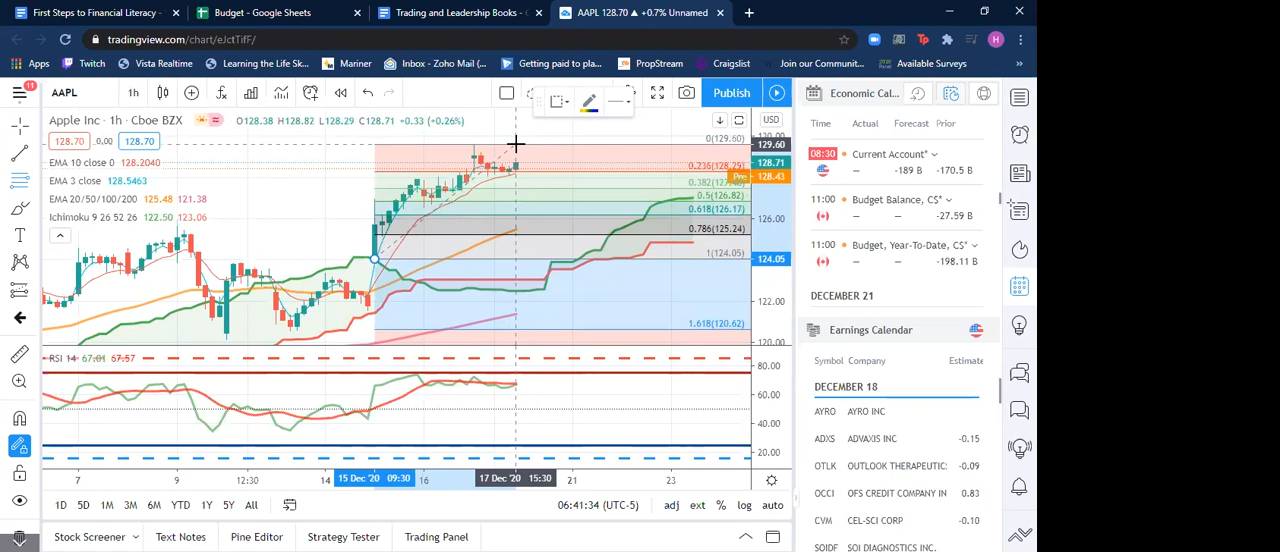 First Steps to Financial Literacy -
Budget - Google Sheets
Trading and Leadership Books - G
AAPL 128.70 ▲ +0.7% Unnamed
tradingview.com/chart/eJctTifF/
Apps
Twitch
Vista Realtime
Learning the Life Sk...
Mariner
Inbox - Zoho Mail (...
Getting paid to pla...
PropStream
Craigslist
Join our Communit...
Available Surveys
»
11
AAPL
1h
Publish
Economic Cal...
Apple Inc • 1h • Cboe BZX
O128.38 H128.82 L128.29 C128.71 +0.33 (+0.26%)
128.70
0.00
128.70
EMA 10 close 0 128.2040
EMA 3 close 128.5463
EMA 20/50/100/200 125.48 121.38
Ichimoku 9 26 52 26 122.50 123.06
0(129.60)
0.236(128.29)
0.5(126.82)
0.618(126.17)
0.786(125.24)
1(124.05)
1.618(120.62)
USD
130.00
129.60
128.71
Pre 128.43
126.00
124.05
122.00
120.00
RSI 14 67.01 67.57
80.00
60.00
40.00
20.00
7
9
12:30
14
15 Dec '20 09:30
16
17 Dec '20 15:30
21
23
1D
5D
1M
3M
6M
YTD
1Y
5Y
All
06:41:34 (UTC-5)
adj
ext
%
log
auto
Stock Screener
Text Notes
Pine Editor
Strategy Tester
Trading Panel
Time Actual Forecast Prior
08:30 Current Account*
— -189 B -170.5 B
11:00 Budget Balance, CS*
— — -27.59 B
11:00 Budget, Year-To-Date, CS*
— — -198.11 B
DECEMBER 21
Earnings Calendar
Symbol Company Estimate
DECEMBER 18
AYRO AYRO INC
ADXS ADVAXIS INC -0.15
OTLK OUTLOOK THERAPEUTIC: -0.09
OCCI OFS CREDIT COMPANY IN 0.83
CVM CEL-SCI CORP -0.10
SOIDF SOI DIAGNOSTICS INC.